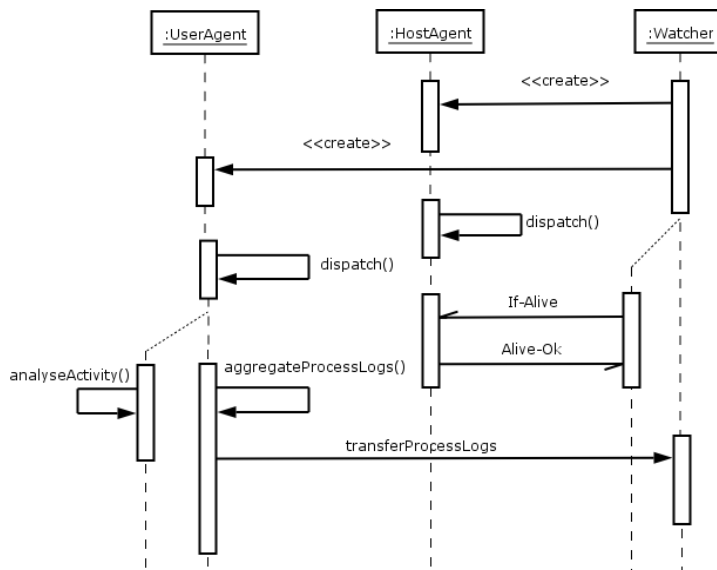 :UserAgent
:HostAgent
:Watcher
<<create>>
<<create>>
dispatch()
dispatch()
If-Alive
Alive-Ok
analyseActivity()
aggregateProcessLogs()
transferProcessLogs